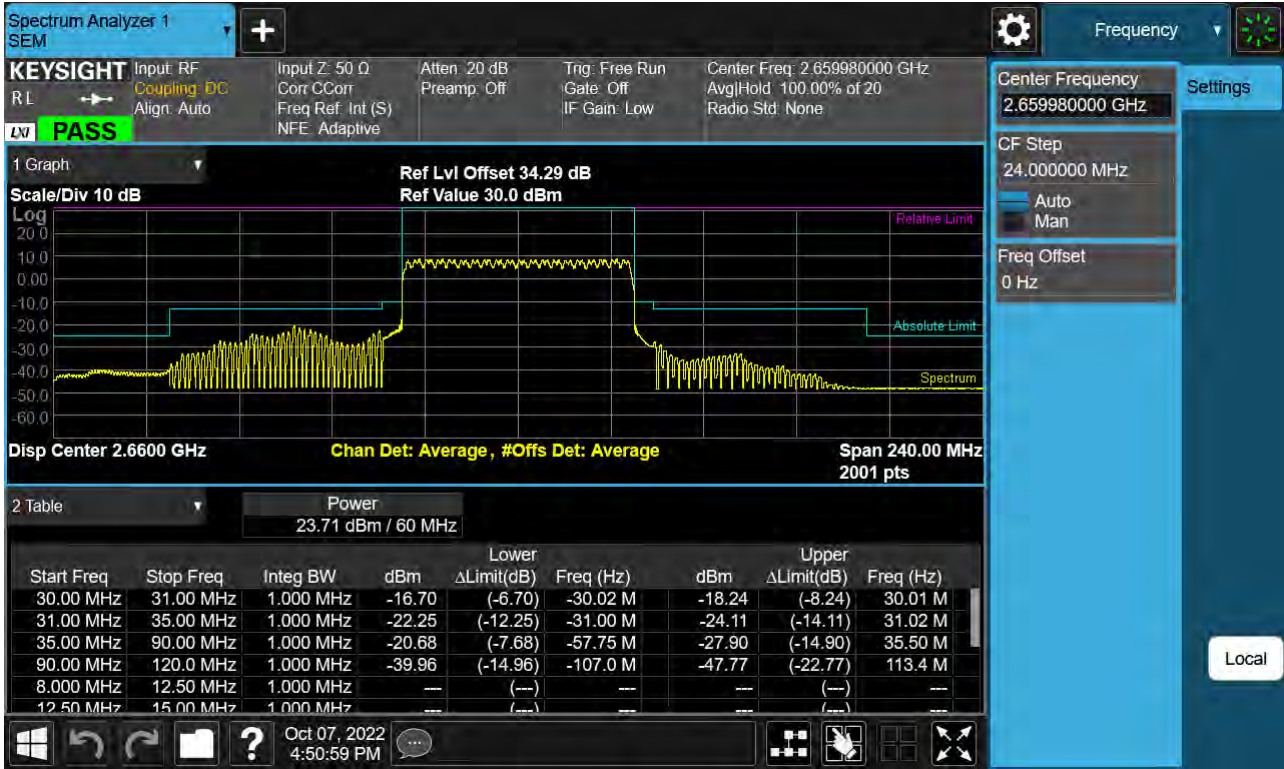 Spectrum Analyzer 1
SEM
+
Frequency
KEYSIGHT
RL
LXI
PASS
Input: RF
Coupling: DC
Align: Auto
Input Z: 50 Ω
Corr CCorr
Freq Ref: Int (S)
NFE: Adaptive
Atten: 20 dB
Preamp: Off
Trig: Free Run
Gate: Off
IF Gain: Low
Center Freq: 2.659980000 GHz
Avg|Hold: 100.00% of 20
Radio Std: None
Center Frequency
2.659980000 GHz
Settings
CF Step
24.000000 MHz
Auto
Man
Freq Offset
0 Hz
Local
1 Graph
Ref Lvl Offset 34.29 dB
Scale/Div 10 dB
Ref Value 30.0 dBm
Log
Relative Limit
20.0
10.0
0.00
-10.0
-20.0
Absolute Limit
-30.0
-40.0
Spectrum
-50.0
-60.0
Disp Center 2.6600 GHz
Chan Det: Average, #Offs Det: Average
Span 240.00 MHz
2001 pts
2 Table
Power
23.71 dBm / 60 MHz
Lower Upper
Start Freq Stop Freq Integ BW dBm ΔLimit(dB) Freq (Hz) dBm ΔLimit(dB) Freq (Hz)
30.00 MHz 31.00 MHz 1.000 MHz -16.70 (-6.70) -30.02 M -18.24 (-8.24) 30.01 M
31.00 MHz 35.00 MHz 1.000 MHz -22.25 (-12.25) -31.00 M -24.11 (-14.11) 31.02 M
35.00 MHz 90.00 MHz 1.000 MHz -20.68 (-7.68) -57.75 M -27.90 (-14.90) 35.50 M
90.00 MHz 120.0 MHz 1.000 MHz -39.96 (-14.96) -107.0 M -47.77 (-22.77) 113.4 M
8.000 MHz 12.50 MHz 1.000 MHz --- (---) --- --- (---) ---
12.50 MHz 15.00 MHz 1.000 MHz --- (---) --- --- (---) ---
?
Oct 07, 2022
4:50:59 PM